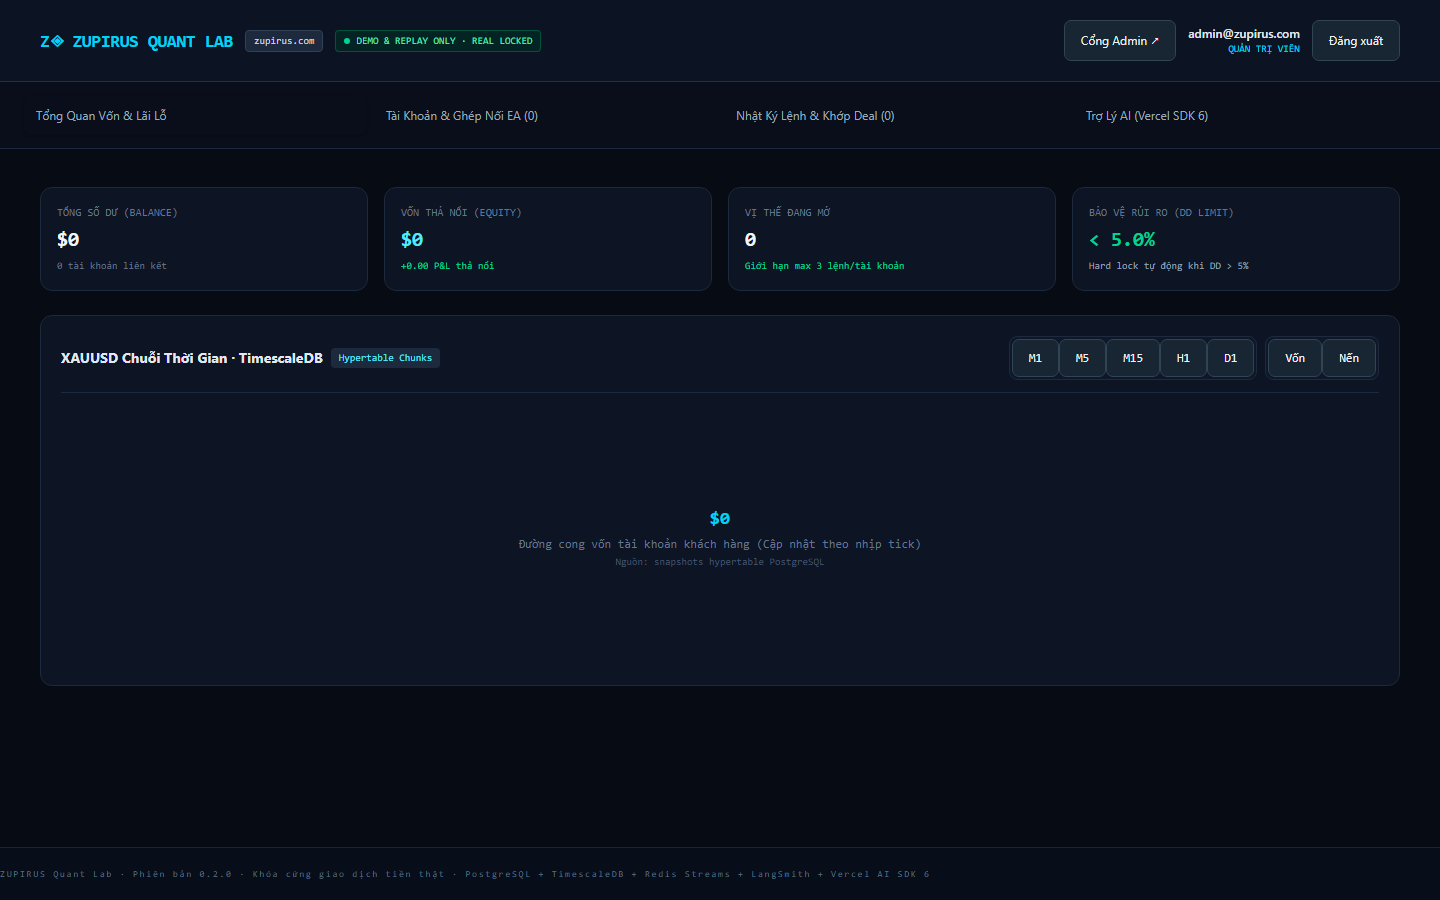 Z◈ ZUPIRUS QUANT LAB
zupirus.com
DEMO & REPLAY ONLY · REAL LOCKED
Cổng Admin ↗
admin@zupirus.com
QUẢN TRỊ VIÊN
Đăng xuất
Tổng Quan Vốn & Lãi Lỗ
Tài Khoản & Ghép Nối EA (0)
Nhật Ký Lệnh & Khớp Deal (0)
Trợ Lý AI (Vercel SDK 6)
TỔNG SỐ DƯ (BALANCE)
$0
0 tài khoản liên kết
VỐN THẢ NỔI (EQUITY)
$0
+0.00 P&L thả nổi
VỊ THẾ ĐANG MỞ
0
Giới hạn max 3 lệnh/tài khoản
BẢO VỆ RỦI RO (DD LIMIT)
< 5.0%
Hard lock tự động khi DD > 5%
XAUUSD Chuỗi Thời Gian · TimescaleDB
Hypertable Chunks
M1
M5
M15
H1
D1
Vốn
Nến
$0
Đường cong vốn tài khoản khách hàng (Cập nhật theo nhịp tick)
Nguồn: snapshots hypertable PostgreSQL
ZUPIRUS Quant Lab · Phiên bản 0.2.0 · Khóa cứng giao dịch tiền thật · PostgreSQL + TimescaleDB + Redis Streams + LangSmith + Vercel AI SDK 6